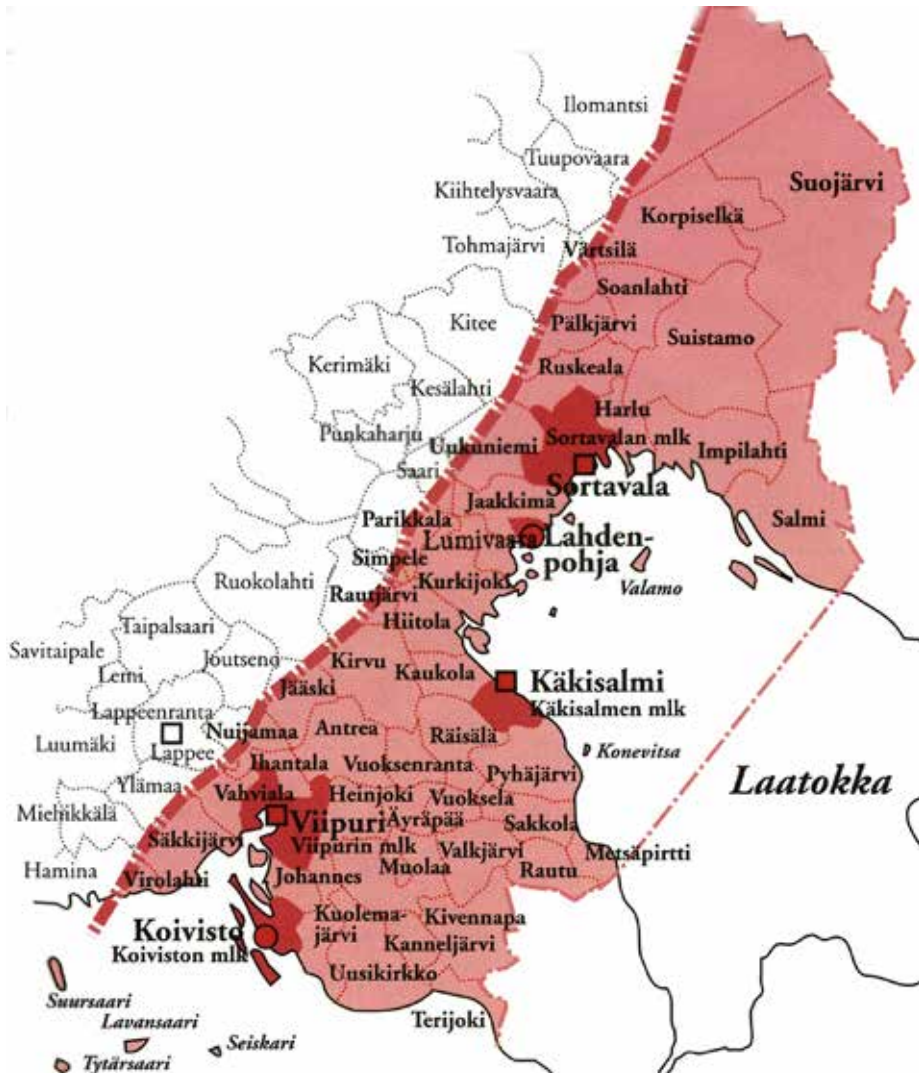 Ilomantsi
Tuupovaara
Kiihtelysvaara
Suojärvi
Korpiselkä
Tohmajärvi
Värtsilä
Soanlahti
Kitee
Pälkjärvi
Suistamo
Kerimäki
Ruskeala
Kesälahti
Harlu
Punkaharju
Uukuniemi
Sortavalan mlk
Impilahti
Saari
Sortavala
Jaakkima
Salmi
Parikkala
Lumivaara
Lahden-
pohja
Simpele
Ruokolahti
Kurkijoki
Valamo
Rautjärvi
Hiitola
Taipalsaari
Savitaipale
Joutseno
Kirvu
Kaukola
Lemi
Jääski
Käkisalmi
Käkisalmen mlk
Lappeenranta
Nuijamaa
Antrea
Räisälä
Luumäki
Lappee
Konevitsa
Ihantala
Vuoksenranta
Pyhäjärvi
Ylämaa
Laatokka
Vahviala
Heinjoki
Vuoksela
Miehikkälä
Viipuri
Äyräpää
Sakkola
Säkkijärvi
Viipurin mlk
Valkjärvi
Metsäpirtti
Hamina
Muolaa
Rautu
Virolahti
Johannes
Kuolema-
järvi
Kivennapa
Koivisto
Koiviston mlk
Kanneljärvi
Uusikirkko
Suursaari
Lavansaari
Terijoki
Seiskari
Tytärsaari